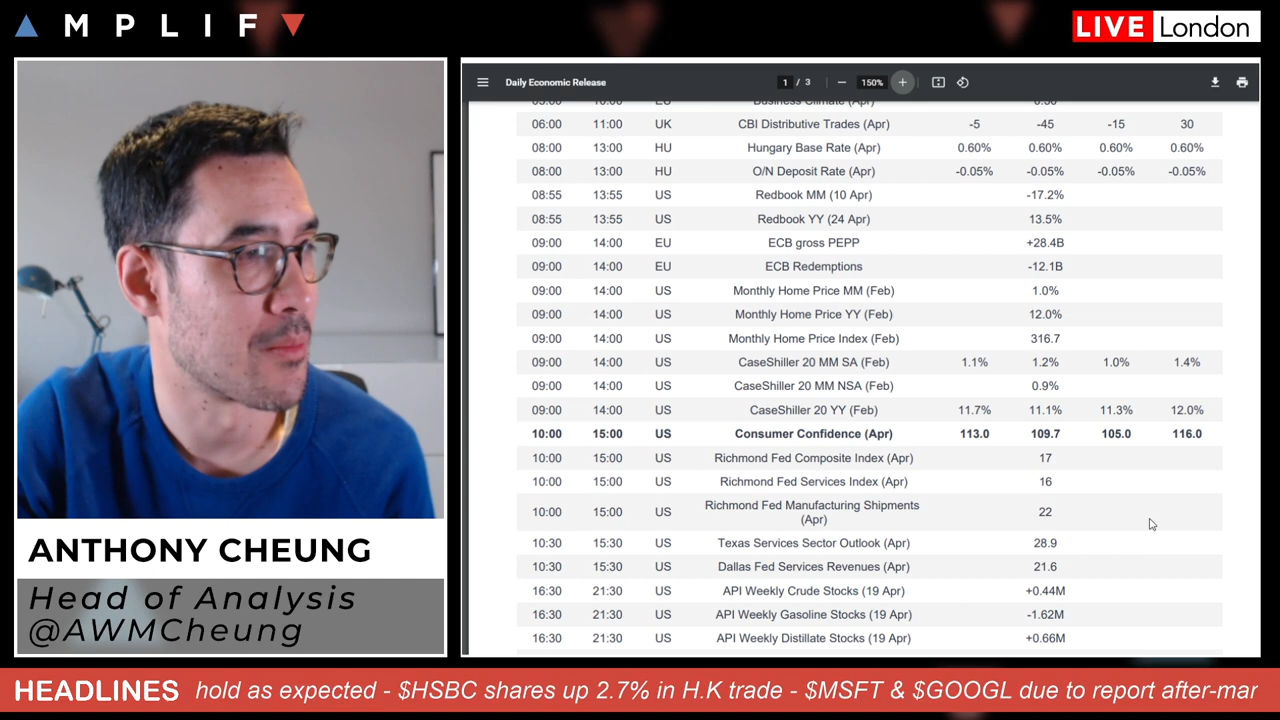 AMPLIFY
LIVE London
Daily Economic Release
1 / 3
150%
Business Climate (Apr)
06:00 11:00 UK CBI Distributive Trades (Apr) -5 -45 -15 30
08:00 13:00 HU Hungary Base Rate (Apr) 0.60% 0.60% 0.60% 0.60%
08:00 13:00 HU O/N Deposit Rate (Apr) -0.05% -0.05% -0.05% -0.05%
08:55 13:55 US Redbook MM (10 Apr) -17.2%
08:55 13:55 US Redbook YY (24 Apr) 13.5%
09:00 14:00 EU ECB gross PEPP +28.4B
09:00 14:00 EU ECB Redemptions -12.1B
09:00 14:00 US Monthly Home Price MM (Feb) 1.0%
09:00 14:00 US Monthly Home Price YY (Feb) 12.0%
09:00 14:00 US Monthly Home Price Index (Feb) 316.7
09:00 14:00 US CaseShiller 20 MM SA (Feb) 1.1% 1.2% 1.0% 1.4%
09:00 14:00 US CaseShiller 20 MM NSA (Feb) 0.9%
09:00 14:00 US CaseShiller 20 YY (Feb) 11.7% 11.1% 11.3% 12.0%
10:00 15:00 US Consumer Confidence (Apr) 113.0 109.7 105.0 116.0
10:00 15:00 US Richmond Fed Composite Index (Apr) 17
10:00 15:00 US Richmond Fed Services Index (Apr) 16
10:00 15:00 US Richmond Fed Manufacturing Shipments (Apr) 22
10:30 15:30 US Texas Services Sector Outlook (Apr) 28.9
10:30 15:30 US Dallas Fed Services Revenues (Apr) 21.6
16:30 21:30 US API Weekly Crude Stocks (19 Apr) +0.44M
16:30 21:30 US API Weekly Gasoline Stocks (19 Apr) -1.62M
16:30 21:30 US API Weekly Distillate Stocks (19 Apr) +0.66M
ANTHONY CHEUNG
Head of Analysis
@AWMCheung
HEADLINES hold as expected - $HSBC shares up 2.7% in H.K trade - $MSFT & $GOOGL due to report after-mar